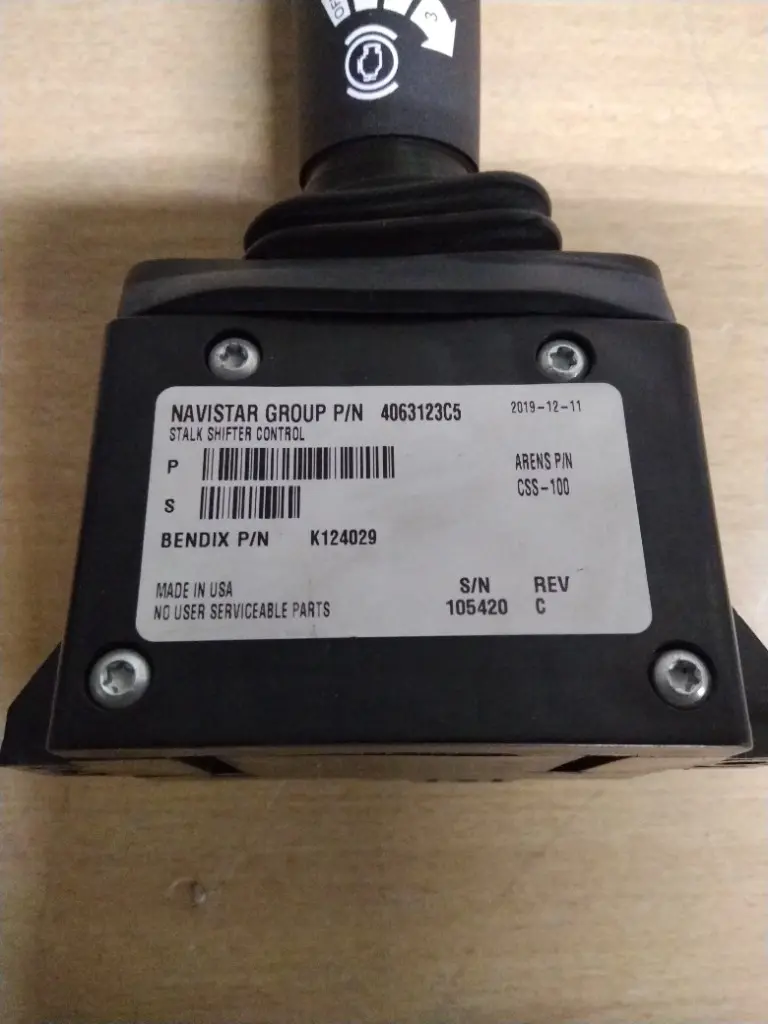 OFF
3
NAVISTAR GROUP P/N 4063123C5 2019-12-11
STALK SHIFTER CONTROL
P
ARENS P/N
CSS-100
S
BENDIX P/N K124029
MADE IN USA
NO USER SERVICEABLE PARTS
S/N REV
105420 C